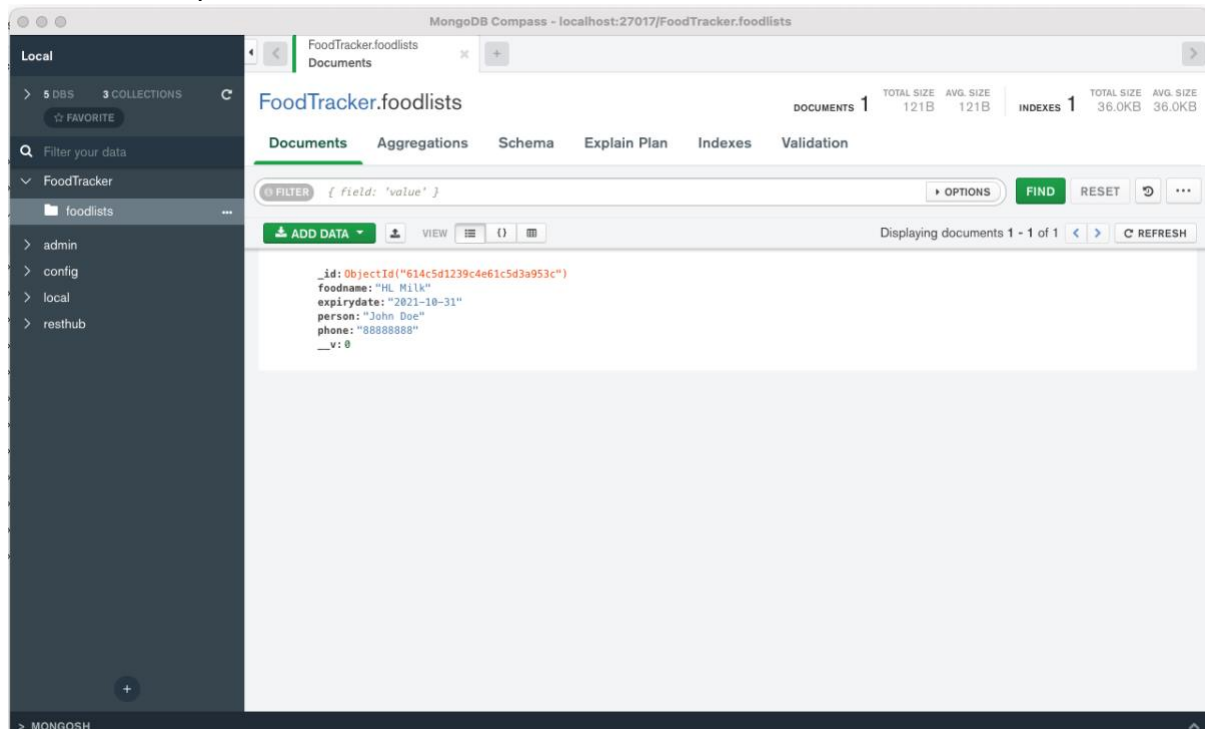 MongoDB Compass - localhost:27017/FoodTracker.foodlists
Local
5 DBS 3 COLLECTIONS
☆ FAVORITE
Filter your data
FoodTracker
foodlists
admin
config
local
resthub
> MONGOSH
FoodTracker.foodlists
Documents
FoodTracker.foodlists
DOCUMENTS 1 TOTAL SIZE 121B AVG. SIZE 121B INDEXES 1 TOTAL SIZE 36.0KB AVG. SIZE 36.0KB
Documents Aggregations Schema Explain Plan Indexes Validation
FILTER { field: 'value' } OPTIONS FIND RESET ...
ADD DATA VIEW {} Displaying documents 1 - 1 of 1 < > REFRESH
_id: ObjectId("614c5d1239c4e61c5d3a953c")
foodname: "HL Milk"
expirydate: "2021-10-31"
person: "John Doe"
phone: "88888888"
__v: 0